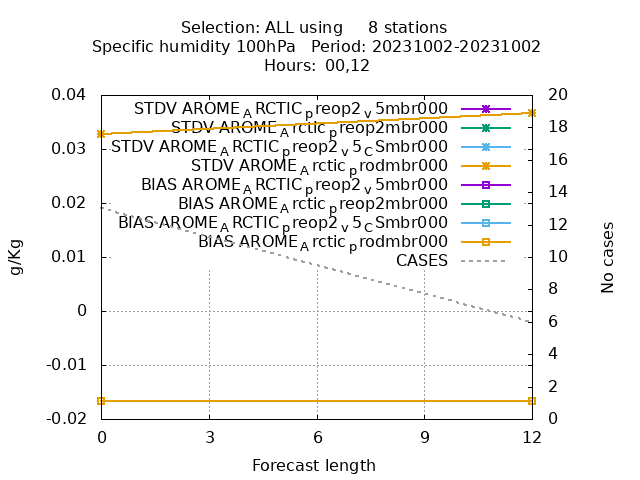 Selection: ALL using     8 stations
Specific humidity 100hPa   Period: 20231002-20231002
Hours: 00,12
0.04
0.03
0.02
0.01
0
-0.01
-0.02
g/Kg
STDV AROME_ARCTIC_preop2_v5mbr000
STDV AROME_Arctic_preop2mbr000
STDV AROME_ARCTIC_preop2_v5_CSmbr000
STDV AROME_Arctic_prodmbr000
BIAS AROME_ARCTIC_preop2_v5mbr000
BIAS AROME_Arctic_preop2mbr000
BIAS AROME_ARCTIC_preop2_v5_CSmbr000
BIAS AROME_Arctic_prodmbr000
CASES
20
18
16
14
12
10
8
6
4
2
0
No cases
0 3 6 9 12
Forecast length